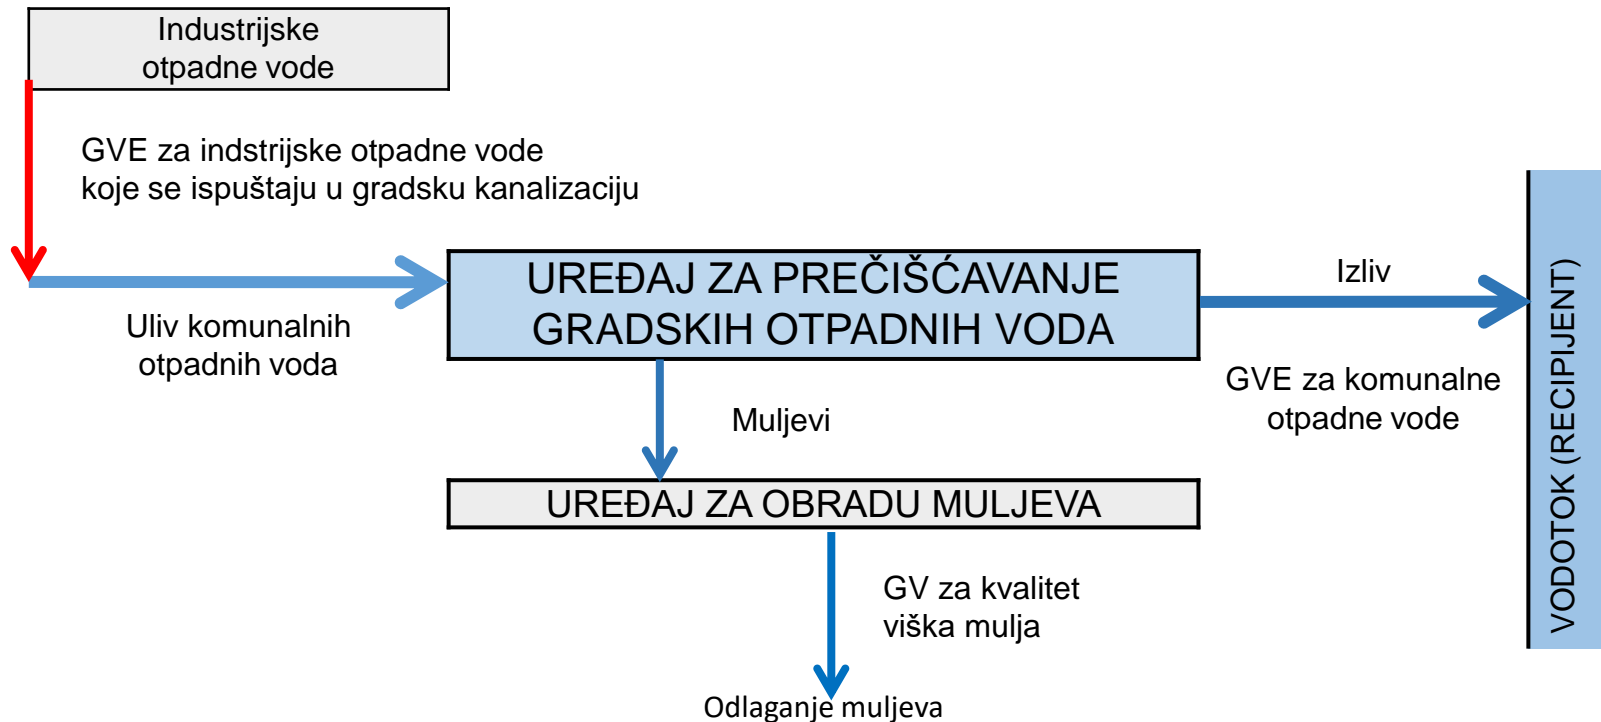 Industrijske
otpadne vode
GVE za indstrijske otpadne vode
koje se ispuštaju u gradsku kanalizaciju
Uliv komunalnih
otpadnih voda
UREĐAJ ZA PREČIŠĆAVANJE
GRADSKIH OTPADNIH VODA
Izliv
GVE za komunalne
otpadne vode
VODOTOK (RECIPIJENT)
Muljevi
UREĐAJ ZA OBRADU MULJEVA
GV za kvalitet
viška mulja
Odlaganje muljeva